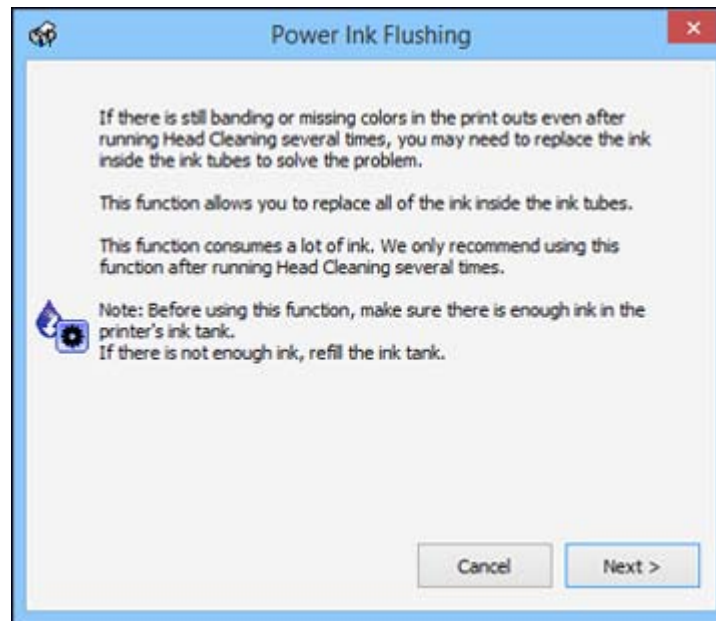 Power Ink Flushing
If there is still banding or missing colors in the print outs even after
running Head Cleaning several times, you may need to replace the ink
inside the ink tubes to solve the problem.
This function allows you to replace all of the ink inside the ink tubes.
This function consumes a lot of ink. We only recommend using this
function after running Head Cleaning several times.
Note: Before using this function, make sure there is enough ink in the
printer's ink tank.
If there is not enough ink, refill the ink tank.
Cancel
Next >